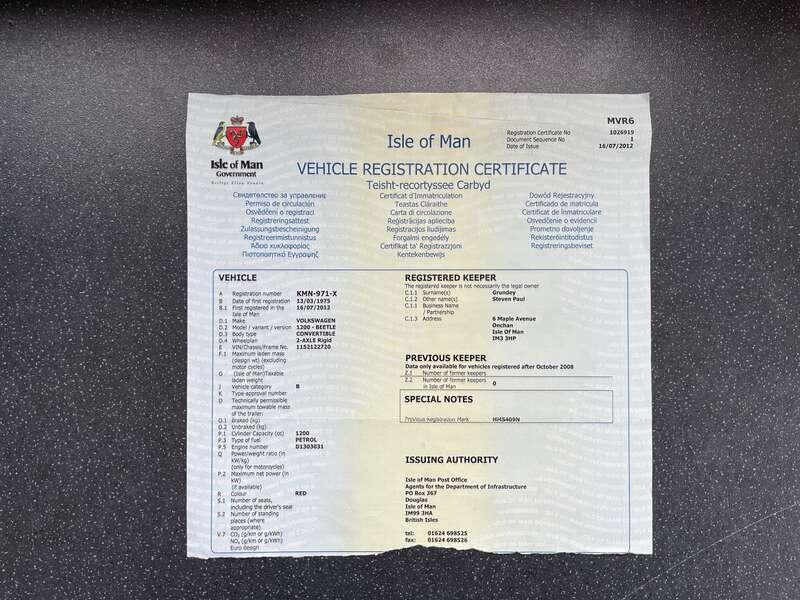 MVR6
Registration Certificate No 1026919
Document Sequence No 1
Date of Issue 16/07/2012
Isle of Man
Government
Isle of Man
VEHICLE REGISTRATION CERTIFICATE
Teisht-recortyssee Carbyd
Свидетелство за управление
Permiso de circulación
Osvědčení o registraci
Registreringsattest
Zulassungsbescheinigung
Registreerimistunnistus
Άδεια κυκλοφορίας
Πιστοποιητικό Εγγραφής
Certificat d'Immatriculation
Teastas Cláraithe
Carta di circolazione
Reģistrācijas apliecība
Registracijos liudijimas
Forgalmi engedély
Certifikat ta' Reġistrazzjoni
Kentekenbewijs
Dowód Rejestracyjny
Certificado de matricula
Certificat de înmatriculare
Osvedčenie o evidencii
Prometno dovoljenje
Rekisteröintitodistus
Registreringsbeviset
VEHICLE
A Registration number KMN-971-X
B Date of first registration 13/03/1975
B.1 First registered in the 16/07/2012
Isle of Man
D.1 Make VOLKSWAGEN
D.2 Model / variant / version 1200 - BEETLE
D.3 Body type CONVERTIBLE
D.4 Wheelplan 2-AXLE Rigid
E VIN/Chassis/Frame No. 1152122720
F.1 Maximum laden mass
(design wt) (excluding
motor cycles)
G (Isle of Man)Taxable
laden weight
J Vehicle category B
K Type approval number
O Technically permissible
maximum towable mass
of the trailer:
O.1 Braked (kg)
O.2 Unbraked (kg)
P.1 Cylinder Capacity (cc) 1200
P.3 Type of fuel PETROL
P.5 Engine number D1303031
Q Power/weight ratio (in
kW/kg)
(only for motorcycles)
P.2 Maximum net power (in
kW)
(if available)
R Colour RED
S.1 Number of seats,
including the driver's seat
S.2 Number of standing
places (where
appropriate)
V.7 CO₂ (g/km or g/kWh)
NOₓ (g/km or g/kWh)
Euro design
REGISTERED KEEPER
The registered keeper is not necessarily the legal owner
C.1.1 Surname(s) Grundey
C.1.2 Other name(s) Steven Paul
C.1.1 Business Name
/ Partnership
C.1.3 Address 6 Maple Avenue
Onchan
Isle Of Man
IM3 3HP
PREVIOUS KEEPER
Data only available for vehicles registered after October 2008
Z.1 Number of former keepers
Z.2 Number of former keepers 0
in Isle of Man
SPECIAL NOTES
Previous Registration Mark HHS409N
ISSUING AUTHORITY
Isle of Man Post Office
Agents for the Department of Infrastructure
PO Box 367
Douglas
Isle of Man
IM99 3HA
British Isles
tel: 01624 698525
fax: 01624 698526